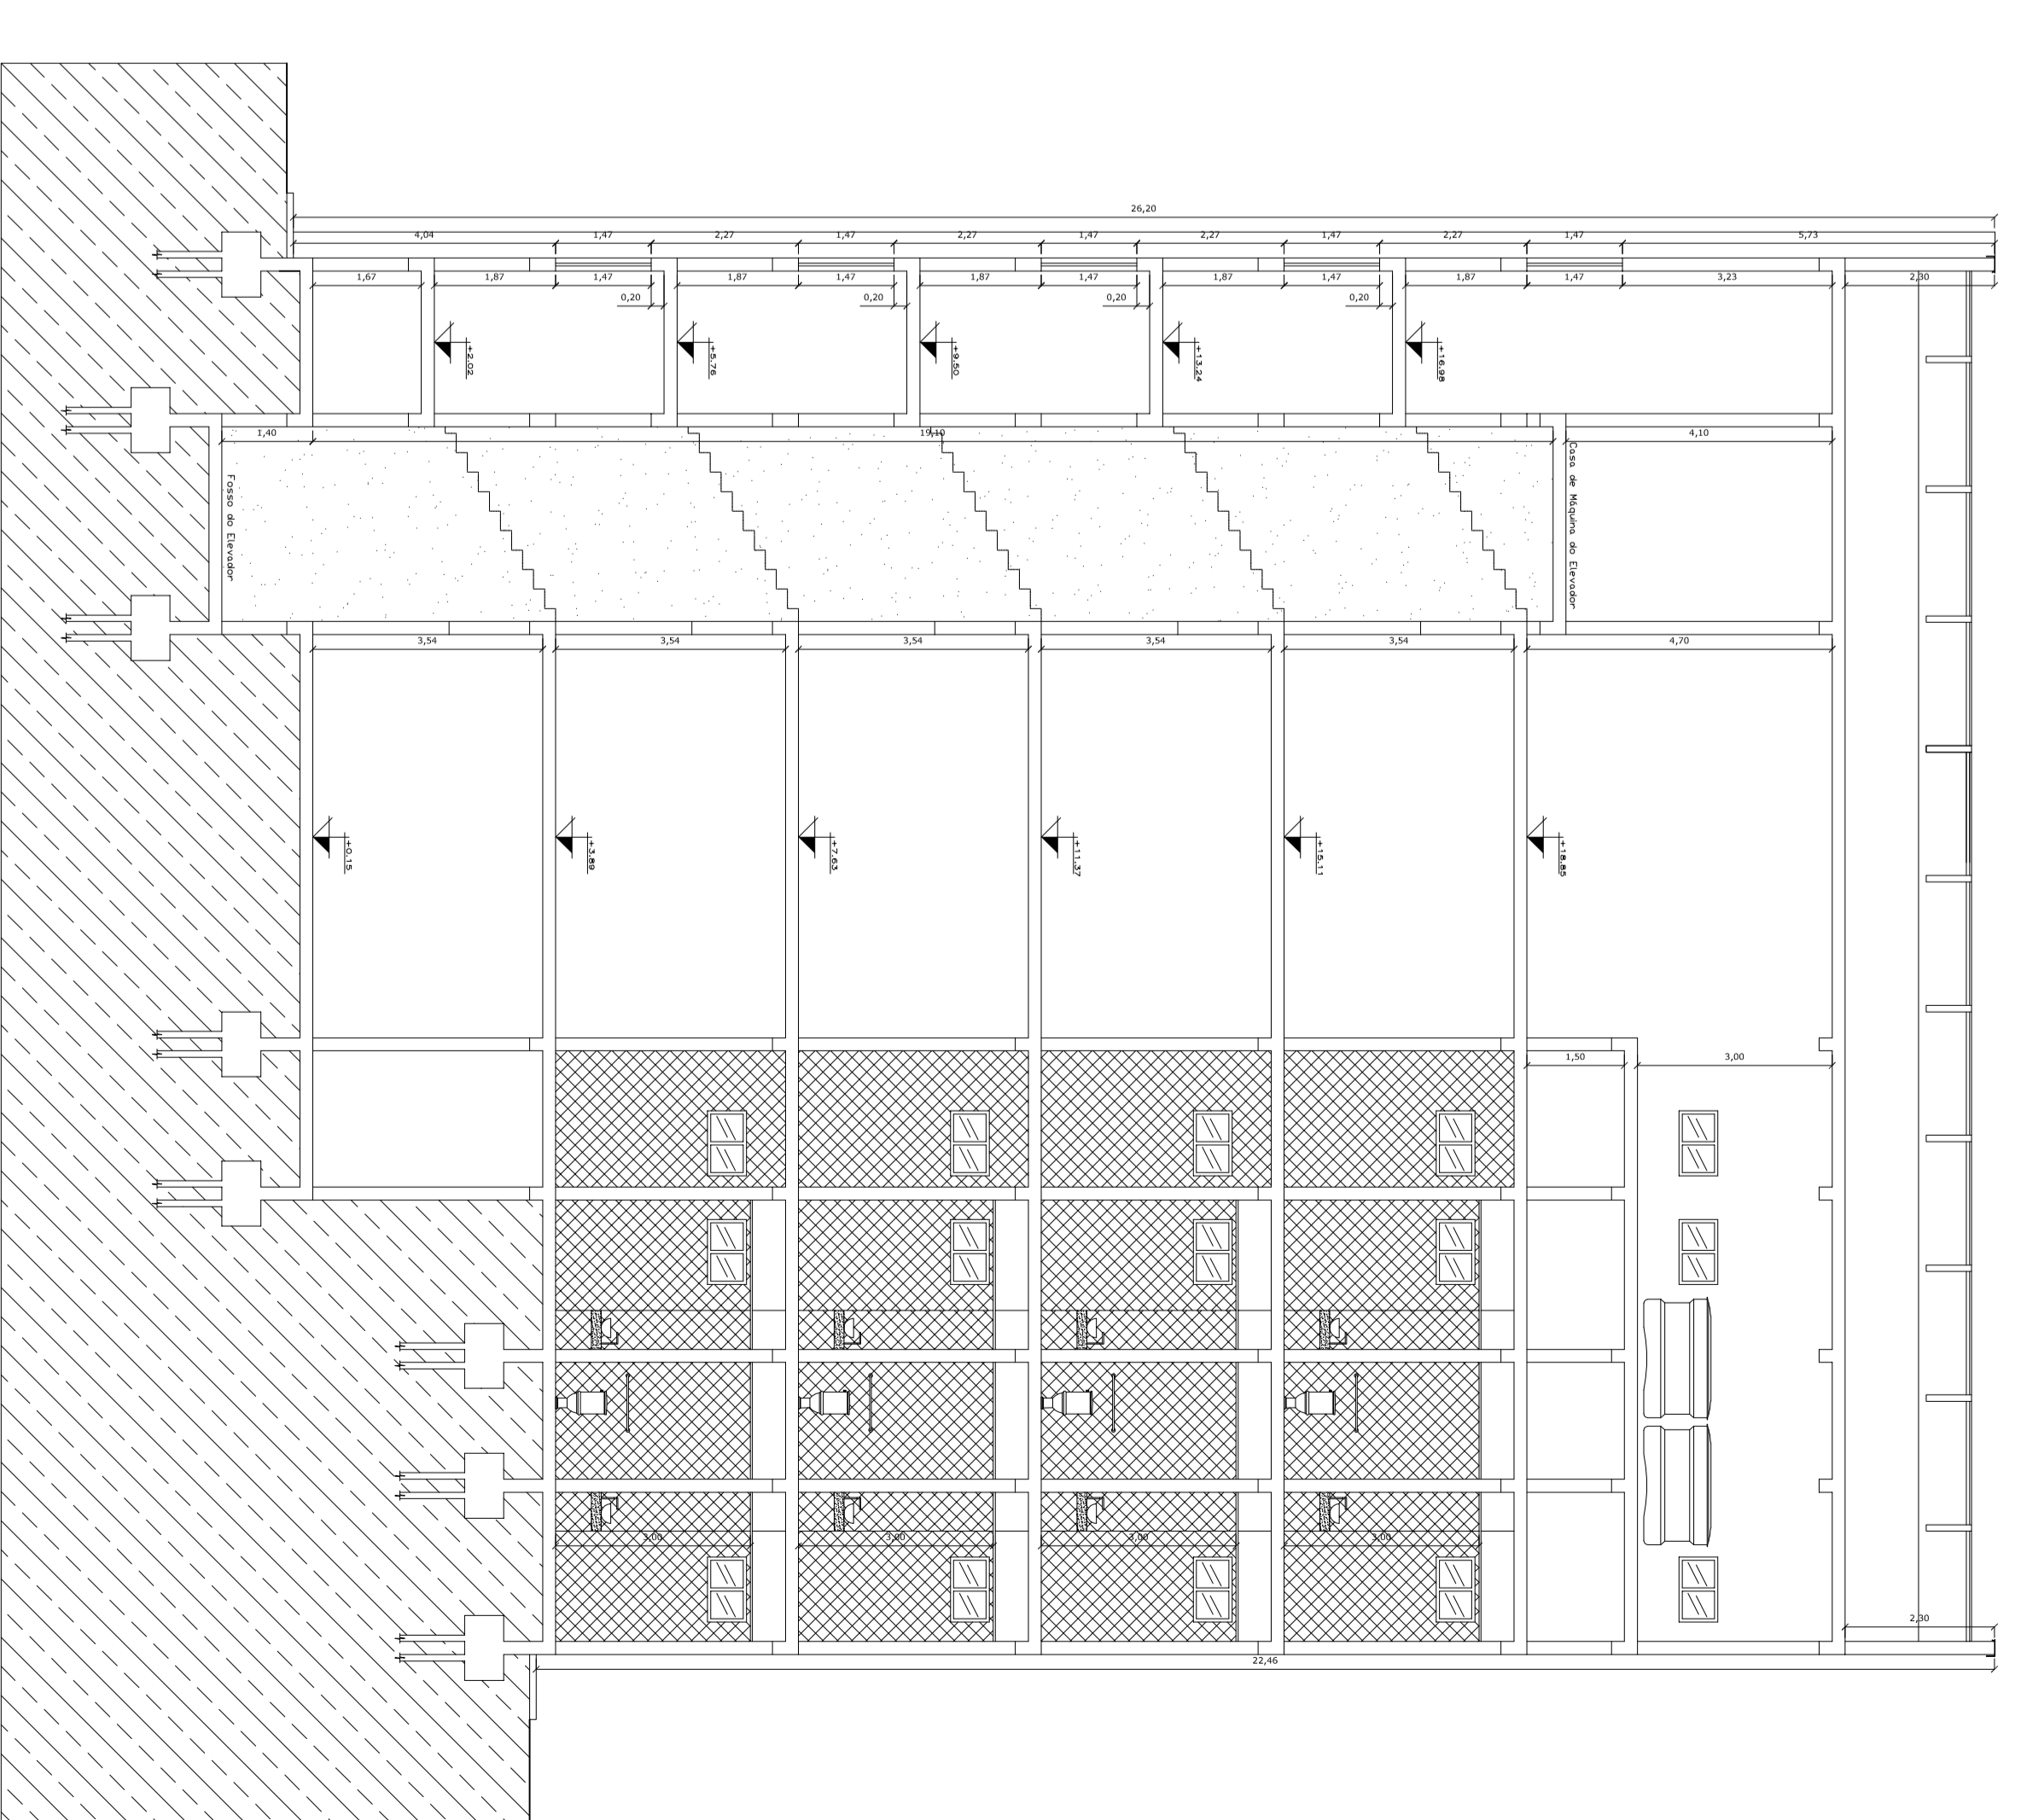 26,20
4,04 1,47 2,27 1,47 2,27 1,47 2,27 1,47 2,27 1,47 5,73
1,67 1,87 1,47 1,87 1,47 1,87 1,47 1,87 1,47 1,87 1,47 3,23 2,30
0,20 0,20 0,20 0,20
+2.02 +5.76 +9.50 +13.24 +16.98
1,40 19,10 4,10
Fosso do Elevador
Casa de Máquina do Elevador
3,54 3,54 3,54 3,54 3,54 4,70
+0.15 +3.89 +7.63 +11.37 +15.11 +18.85
1,50 3,00
3,00 3,00 3,00 3,00
2,30
22,46